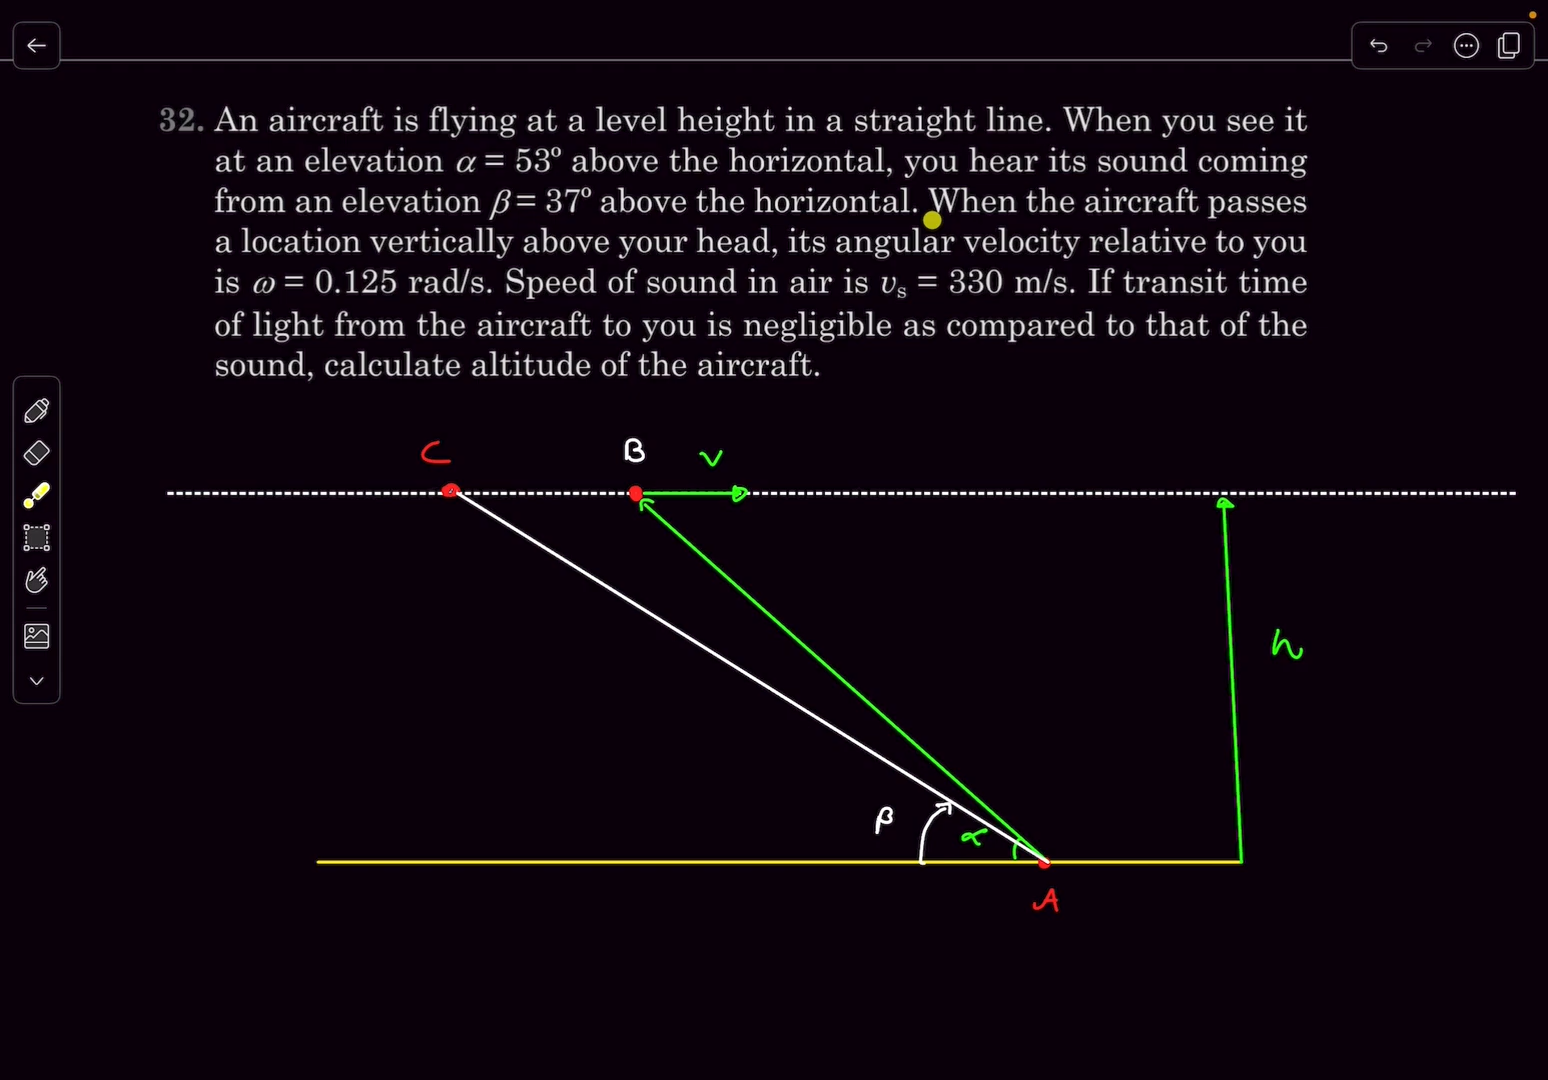 32. An aircraft is flying at a level height in a straight line. When you see it
at an elevation α = 53° above the horizontal, you hear its sound coming
from an elevation β = 37° above the horizontal. When the aircraft passes
a location vertically above your head, its angular velocity relative to you
is ω = 0.125 rad/s. Speed of sound in air is vₛ = 330 m/s. If transit time
of light from the aircraft to you is negligible as compared to that of the
sound, calculate altitude of the aircraft.
C B v
h
β α
A